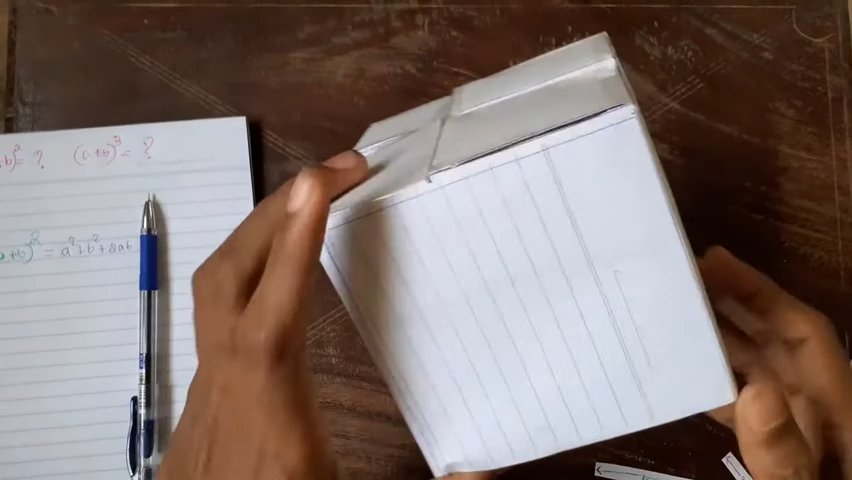 b)² = ? (a+b)³ = ?
a+b)² = a²+b²+2ab